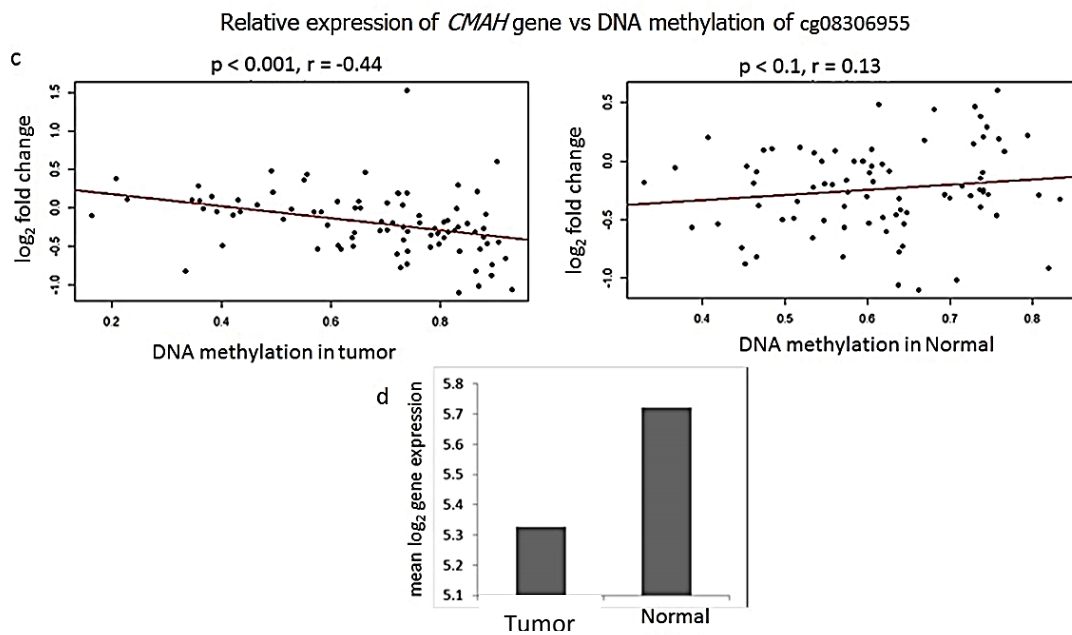 Relative expression of CMAH gene vs DNA methylation of cg08306955
c
p < 0.001, r = -0.44
log2 fold change
1.5
1.0
0.5
0.0
-0.5
-1.0
0.2 0.4 0.6 0.8
DNA methylation in tumor
p < 0.1, r = 0.13
log2 fold change
0.5
0.0
-0.5
-1.0
0.4 0.5 0.6 0.7 0.8
DNA methylation in Normal
d
mean log2 gene expression
5.8
5.7
5.6
5.5
5.4
5.3
5.2
5.1
Tumor Normal